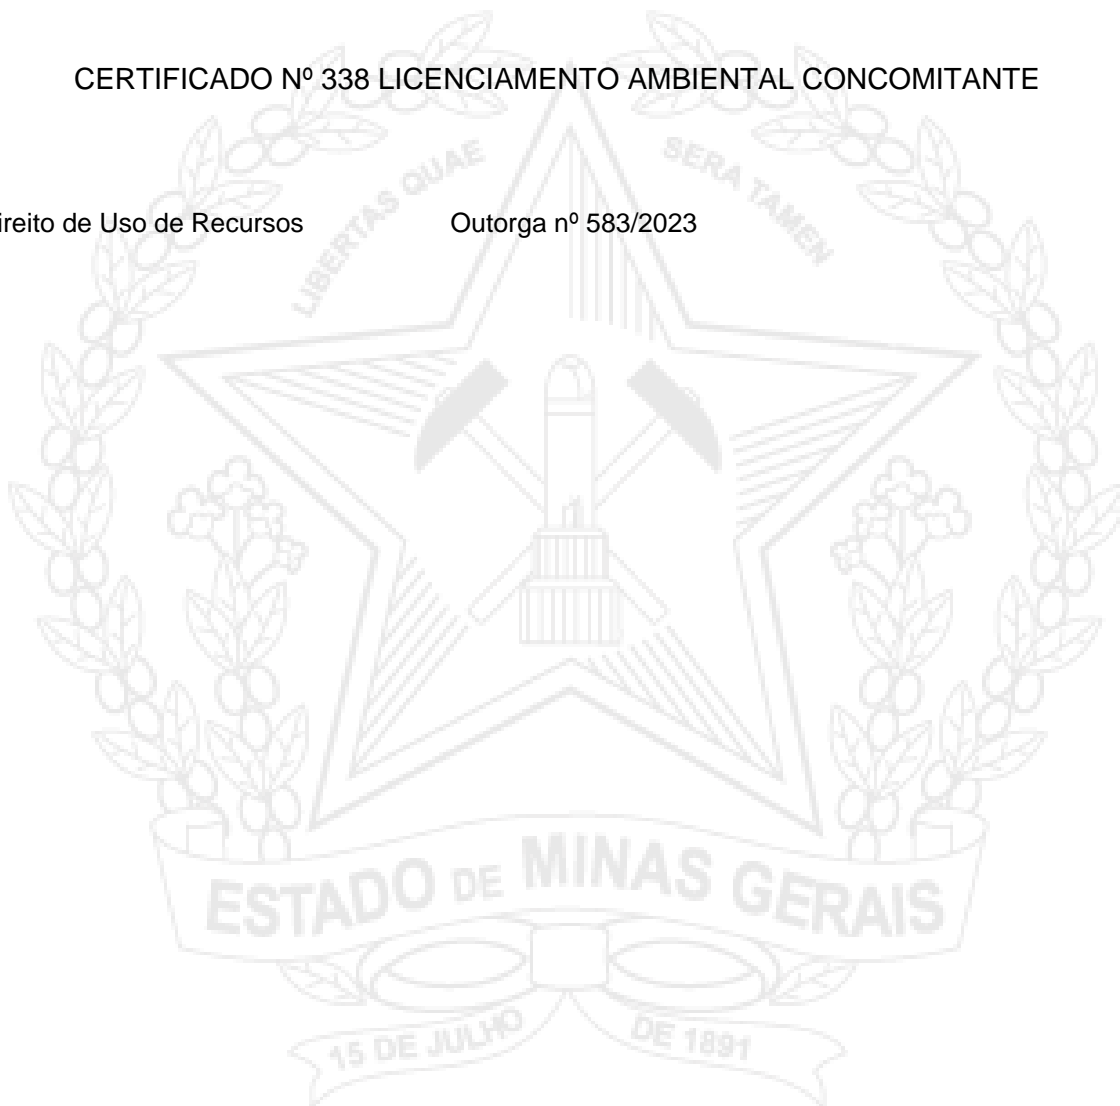 CERTIFICADO Nº 338 LICENCIAMENTO AMBIENTAL CONCOMITANTE
LIBERTAS QUAE SERA TAMEN
ireito de Uso de Recursos Outorga nº 583/2023
ESTADO DE MINAS GERAIS
15 DE JULHO DE 1891